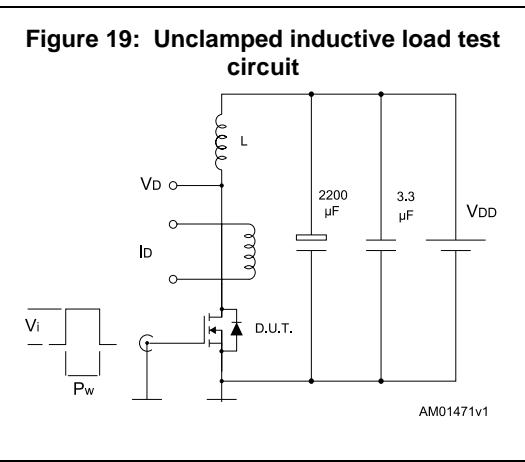 Figure 19: Unclamped inductive load test
circuit
L
VD
2200
µF
3.3
µF
VDD
ID
Vi
D.U.T.
Pw
AM01471v1